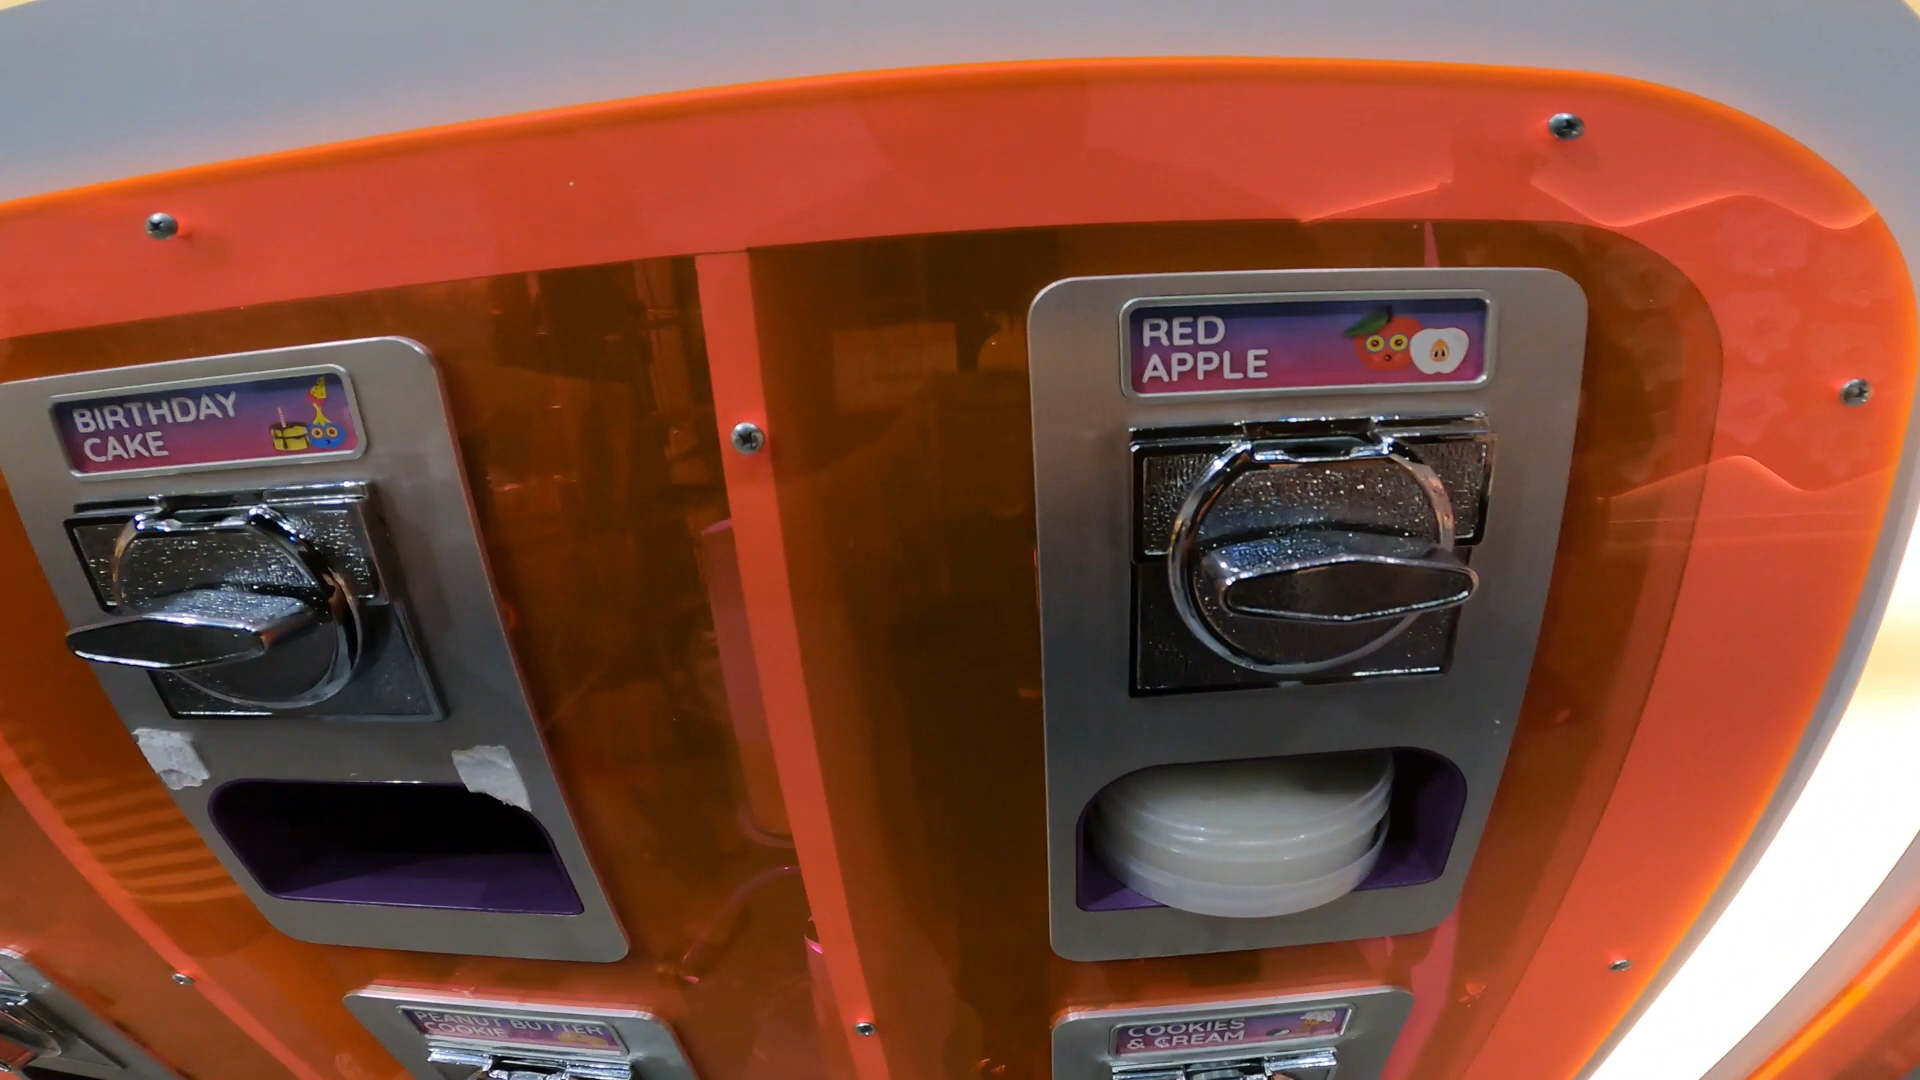 BIRTHDAY
CAKE
RED
APPLE
PEANUT BUTTER
COOKIE
COOKIES
& CREAM